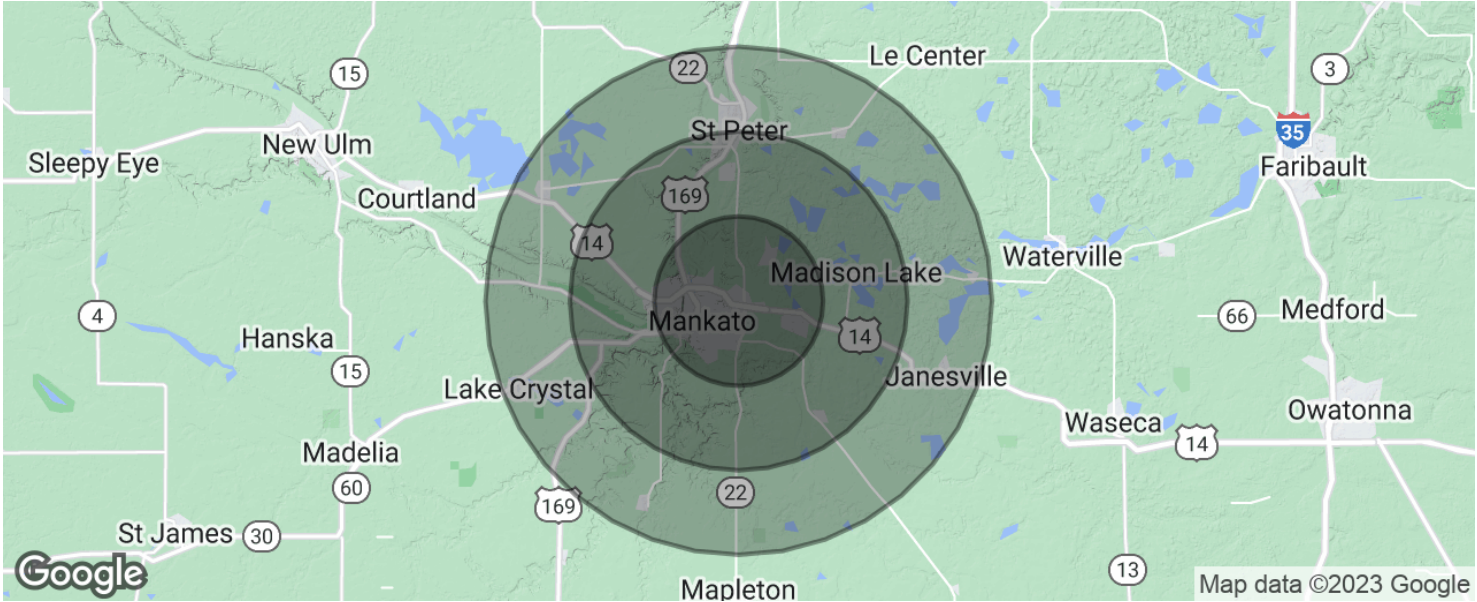 22
Le Center
3
15
St Peter
35
New Ulm
Sleepy Eye
Faribault
Courtland
169
14
Waterville
Madison Lake
4
66
Medford
Mankato
Hanska
14
15
Janesville
Lake Crystal
Owatonna
Waseca
14
Madelia
60
22
169
St James
30
13
Google
Mapleton
Map data ©2023 Google